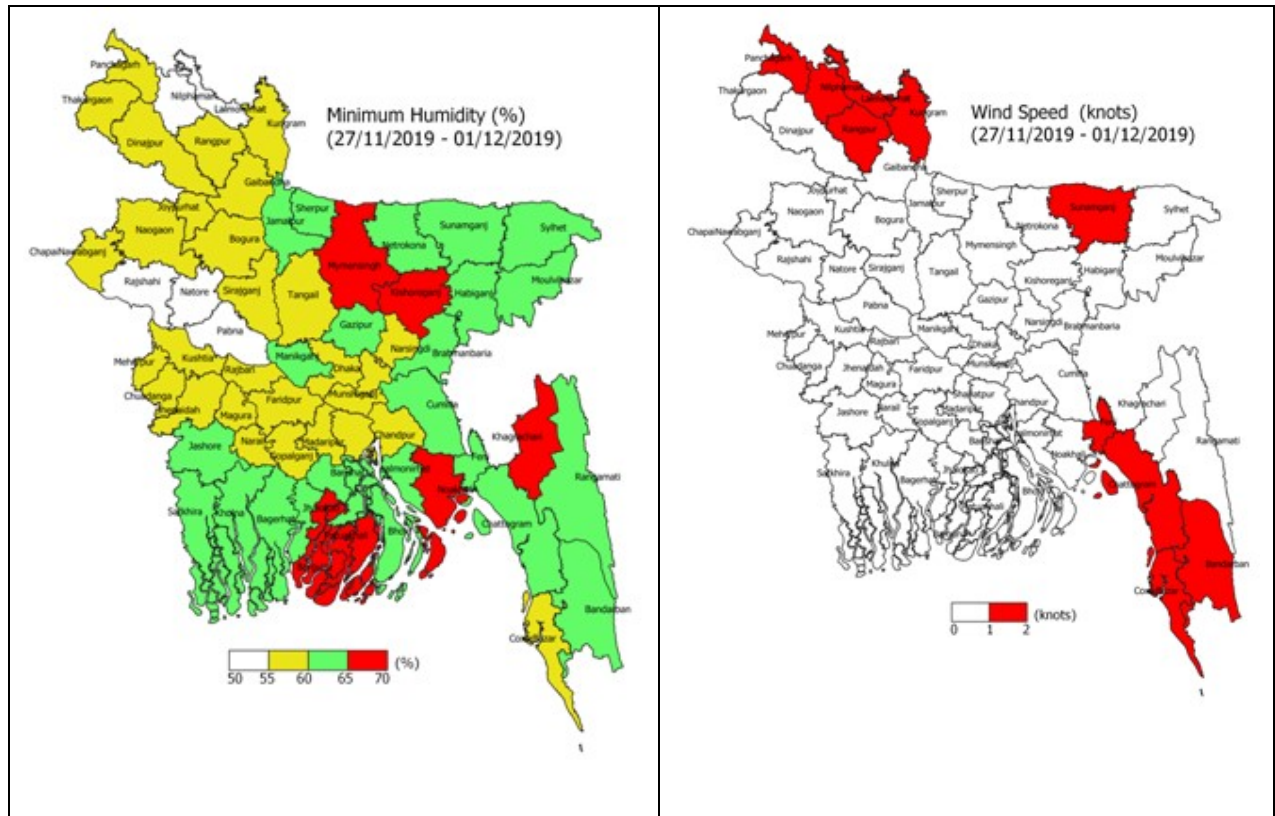 Panchagarh
Nilphamari
Thakurgaon
Lalmonirhat
Minimum Humidity (%)
(27/11/2019 - 01/12/2019)
Kurigram
Dinajpur
Rangpur
Gaibandha
Joypurhat
Sherpur
Jamalpur
Naogaon
Sunamganj
Sylhet
Bogura
Netrokona
ChapaiNawabganj
Mymensingh
Rajshahi
Natore
Sirajganj
Tangail
Kishoreganj
Habiganj
Moulvibazar
Pabna
Gazipur
Narsingdi
Brahmanbaria
Meherpur
Kushtia
Manikganj
Rajbari
Dhaka
Chuadanga
Jhenaidah
Magura
Faridpur
Munshiganj
Cumilla
Jashore
Narail
Gopalganj
Madaripur
Chandpur
Khagrachari
Feni
Rangamati
Satkhira
Khulna
Bagerhat
Noakhali
Chattogram
Bhola
Bandarban
(%)
50 55 60 65 70
Panchagarh
Nilphamari
Thakurgaon
Lalmonirhat
Wind Speed (knots)
(27/11/2019 - 01/12/2019)
Kurigram
Dinajpur
Rangpur
Gaibandha
Joypurhat
Sherpur
Jamalpur
Naogaon
Sunamganj
Sylhet
Bogura
Netrokona
ChapaiNawabganj
Mymensingh
Rajshahi
Natore
Sirajganj
Tangail
Kishoreganj
Habiganj
Moulvibazar
Pabna
Gazipur
Narsingdi
Brahmanbaria
Meherpur
Kushtia
Manikganj
Rajbari
Dhaka
Chuadanga
Jhenaidah
Magura
Faridpur
Munshiganj
Cumilla
Shariatpur
Chandpur
Khagrachari
Jashore
Narail
Madaripur
Gopalganj
Rangamati
Satkhira
Khulna
Bagerhat
Noakhali
Chattogram
Bhola
Bandarban
(knots)
0 1 2